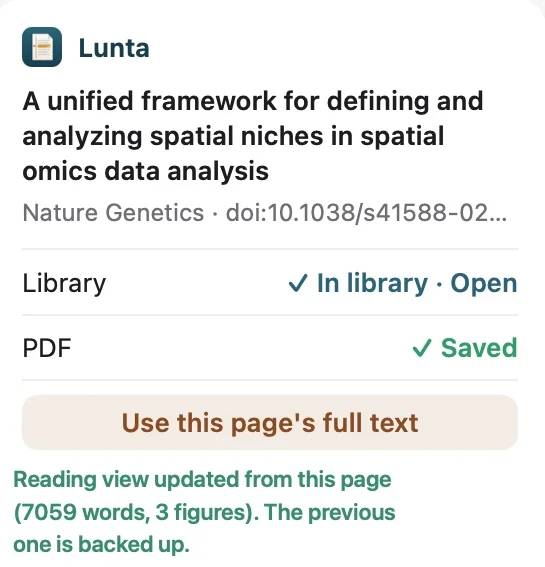 Lunta
A unified framework for defining and
analyzing spatial niches in spatial
omics data analysis
Nature Genetics · doi:10.1038/s41588-02...
Library ✓ In library · Open
PDF ✓ Saved
Use this page's full text
Reading view updated from this page
(7059 words, 3 figures). The previous
one is backed up.